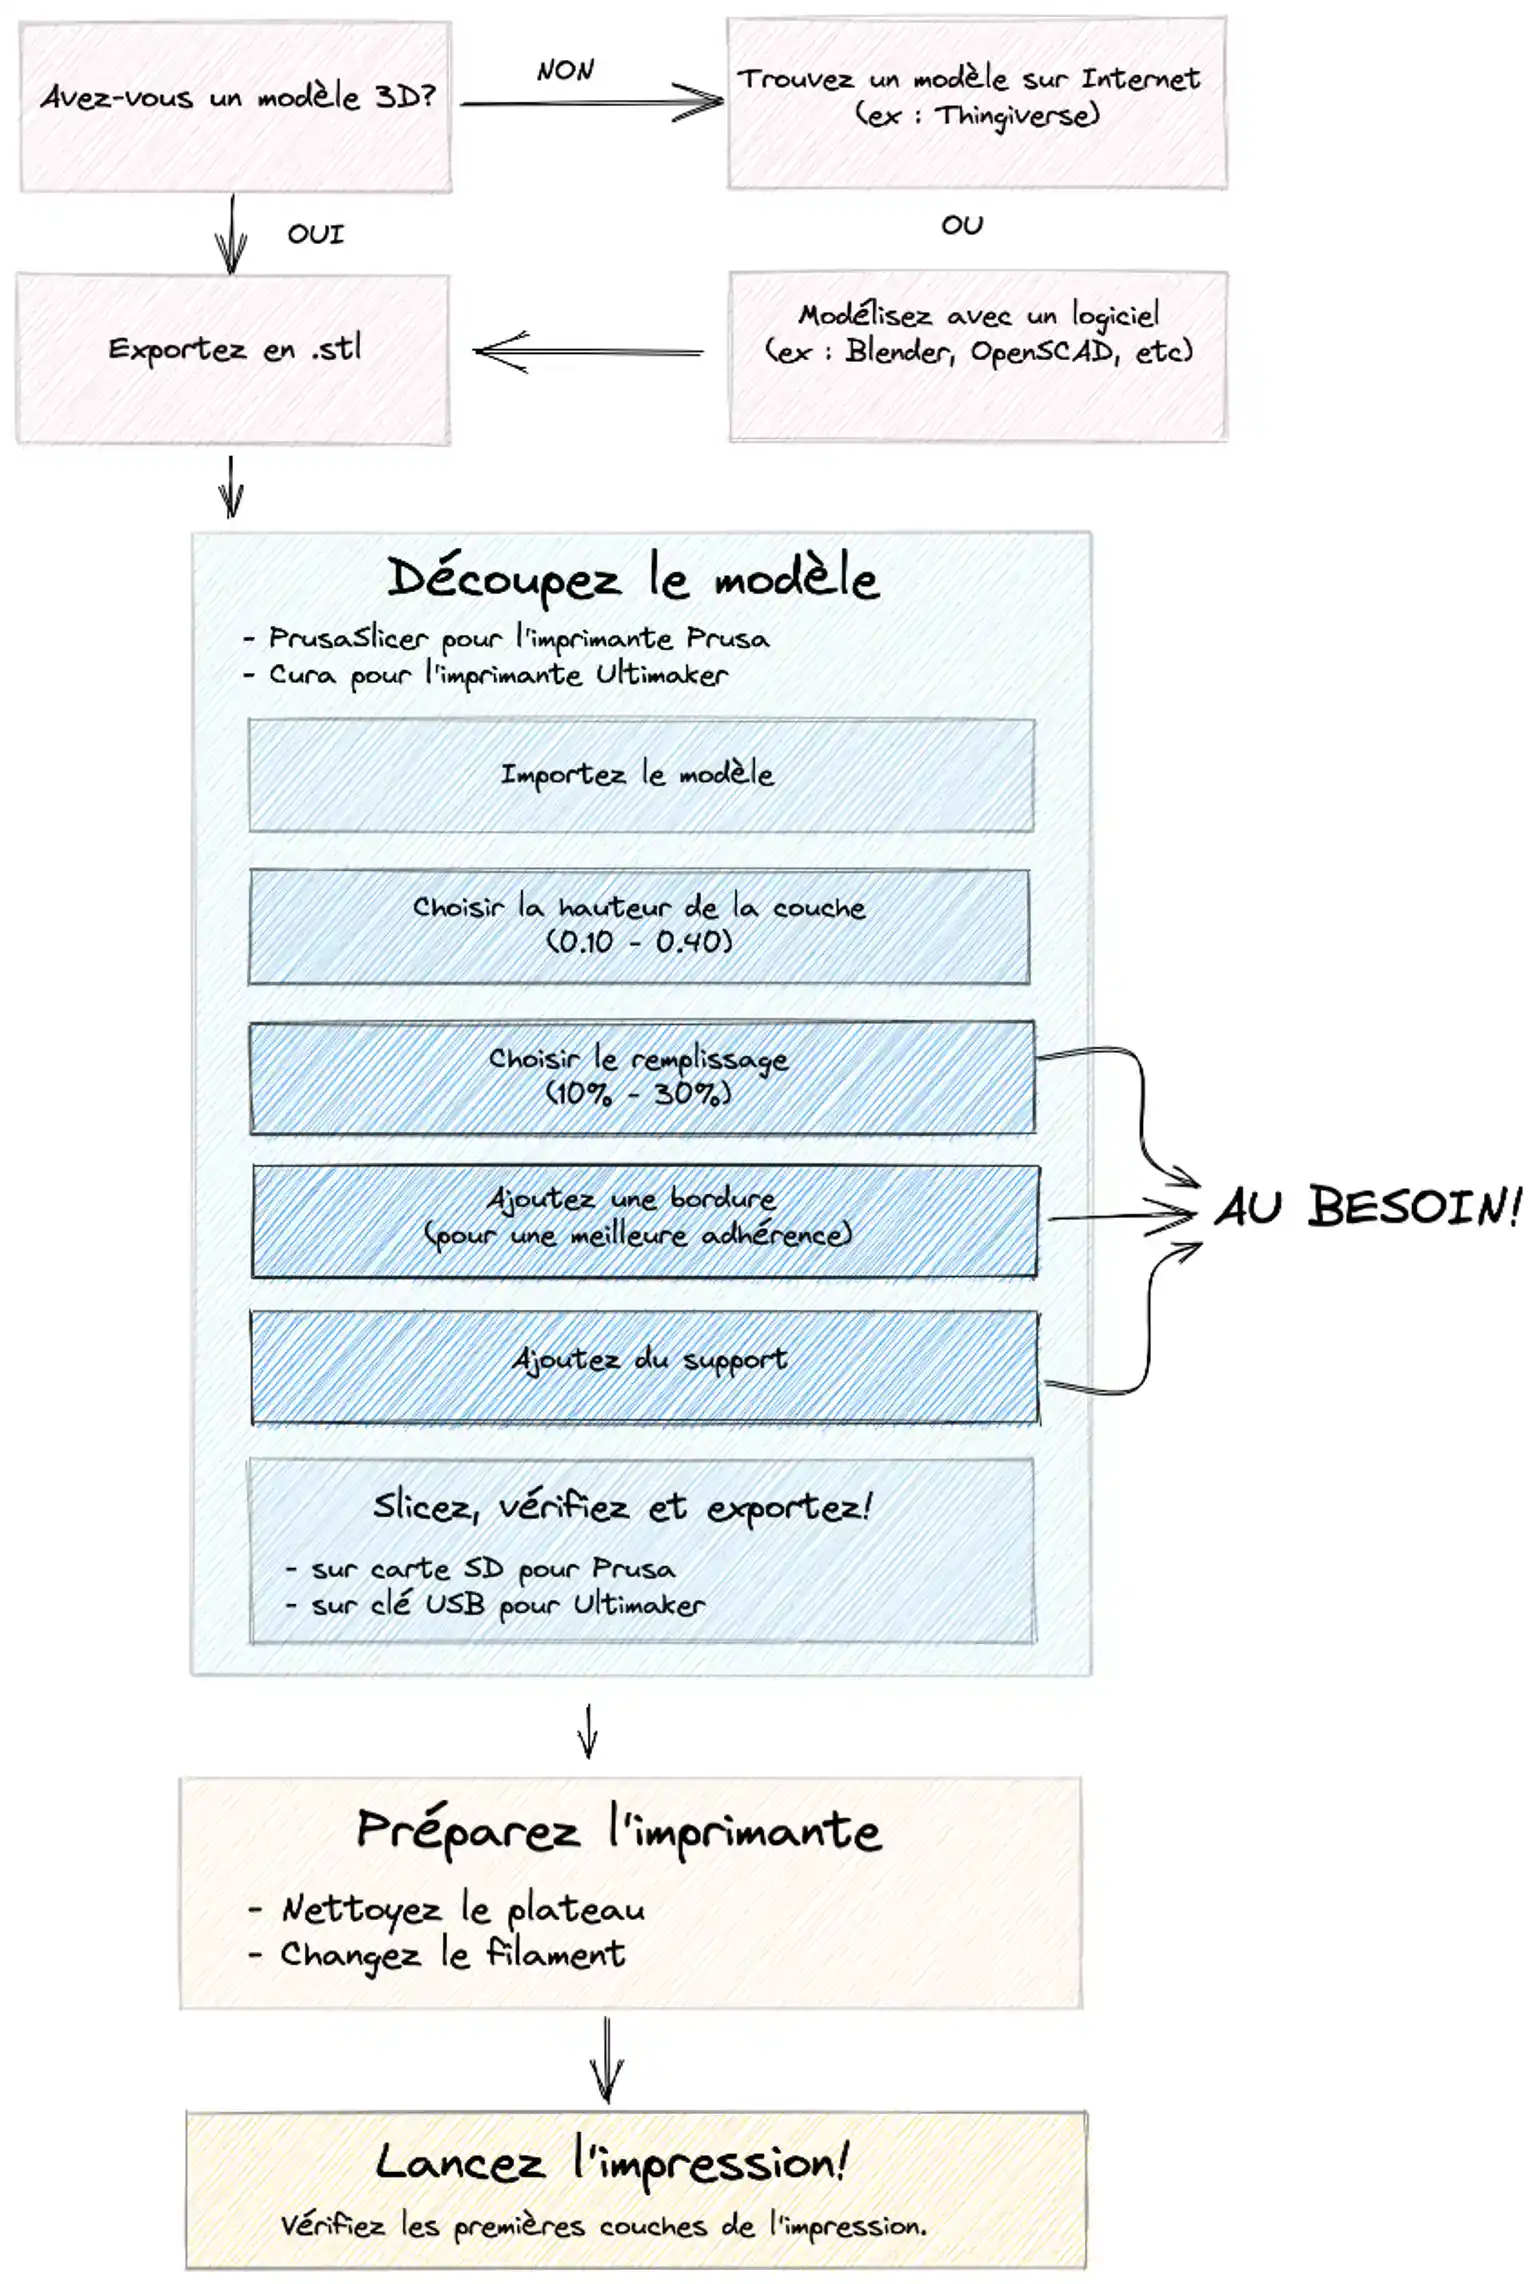 Avez-vous un modèle 3D?
NON
Trouvez un modèle sur Internet
(ex : Thingiverse)
OUI
OU
Exportez en .stl
Modélisez avec un logiciel
(ex : Blender, OpenSCAD, etc)
Découpez le modèle
- PrusaSlicer pour l'imprimante Prusa
- Cura pour l'imprimante Ultimaker
Importez le modèle
Choisir la hauteur de la couche
(0.10 - 0.40)
Choisir le remplissage
(10% - 30%)
Ajoutez une bordure
(pour une meilleure adhérence)
AU BESOIN!
Ajoutez du support
Slicez, vérifiez et exportez!
- sur carte SD pour Prusa
- sur clé USB pour Ultimaker
Préparez l'imprimante
- Nettoyez le plateau
- Changez le filament
Lancez l'impression!
Vérifiez les premières couches de l'impression.